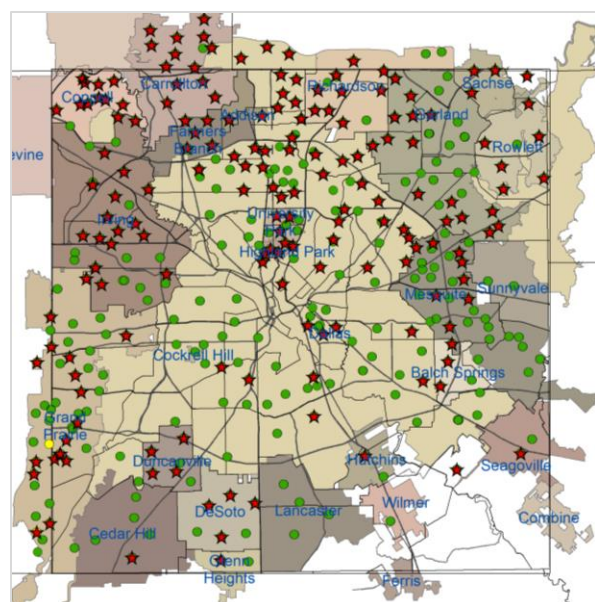 Sachse
Carrollton
Coppell
Richardson
Addison
Garland
Farmers
Branch
Rowlett
evine
Irving
University
Park
Highland Park
Sunnyvale
Mesquite
Dallas
Cockrell Hill
Balch Springs
Grand
Prairie
Duncanville
Hutchins
Seagoville
Wilmer
DeSoto
Lancaster
Combine
Cedar Hill
Glenn
Heights
Ferris